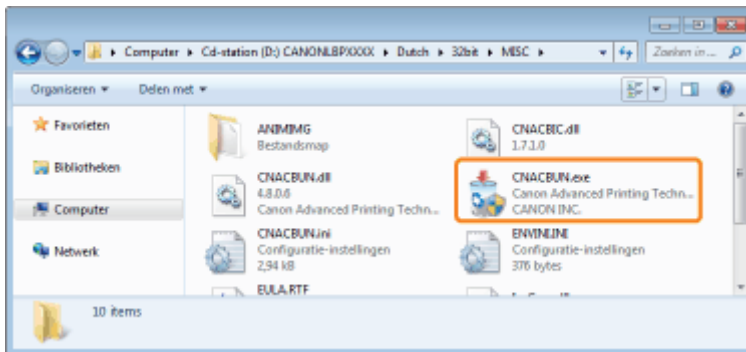 Computer ▸ Cd-station (D:) CANONLBPXXXX ▸ Dutch ▸ 32bit ▸ MISC ▸
Zoeken in ...
Organiseren
Delen met
Favorieten
Bibliotheken
Computer
Netwerk
ANIMIMG
Bestandsmap
CNACBIC.dll
1.7.1.0
CNACBUN.dll
4.8.0.6
Canon Advanced Printing Techn...
CNACBUN.exe
Canon Advanced Printing Techn...
CANON INC.
CNACBUN.ini
Configuratie-instellingen
2,94 kB
ENVINI.INI
Configuratie-instellingen
376 bytes
EULA.RTF
10 items